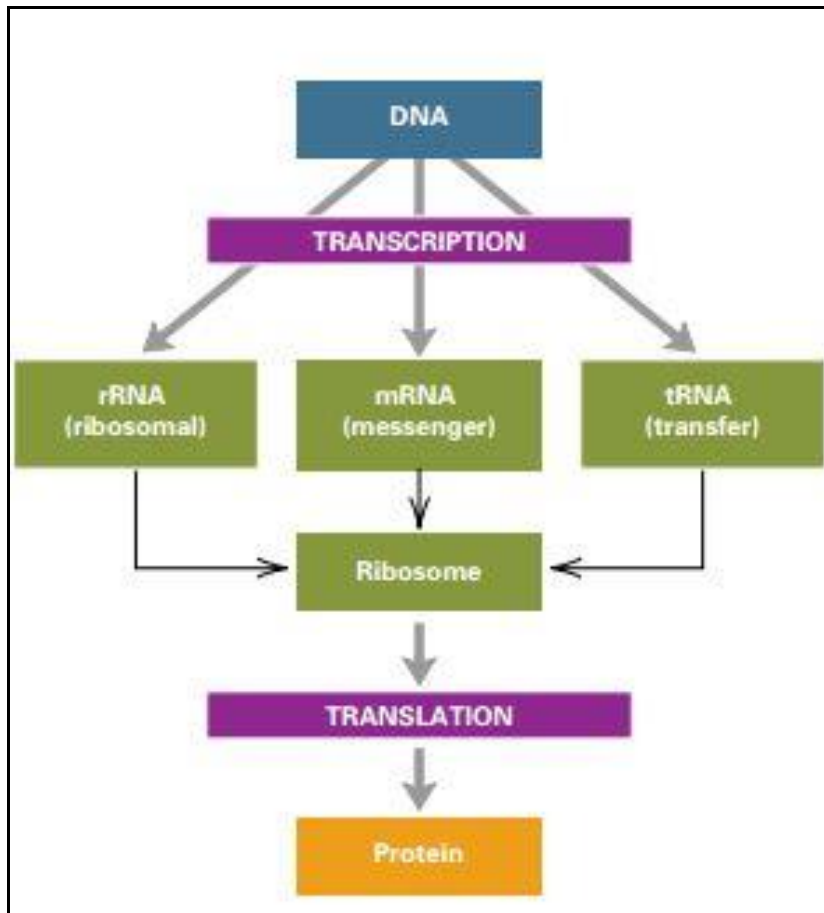 DNA
TRANSCRIPTION
rRNA
(ribosomal)
mRNA
(messenger)
tRNA
(transfer)
Ribosome
TRANSLATION
Protein